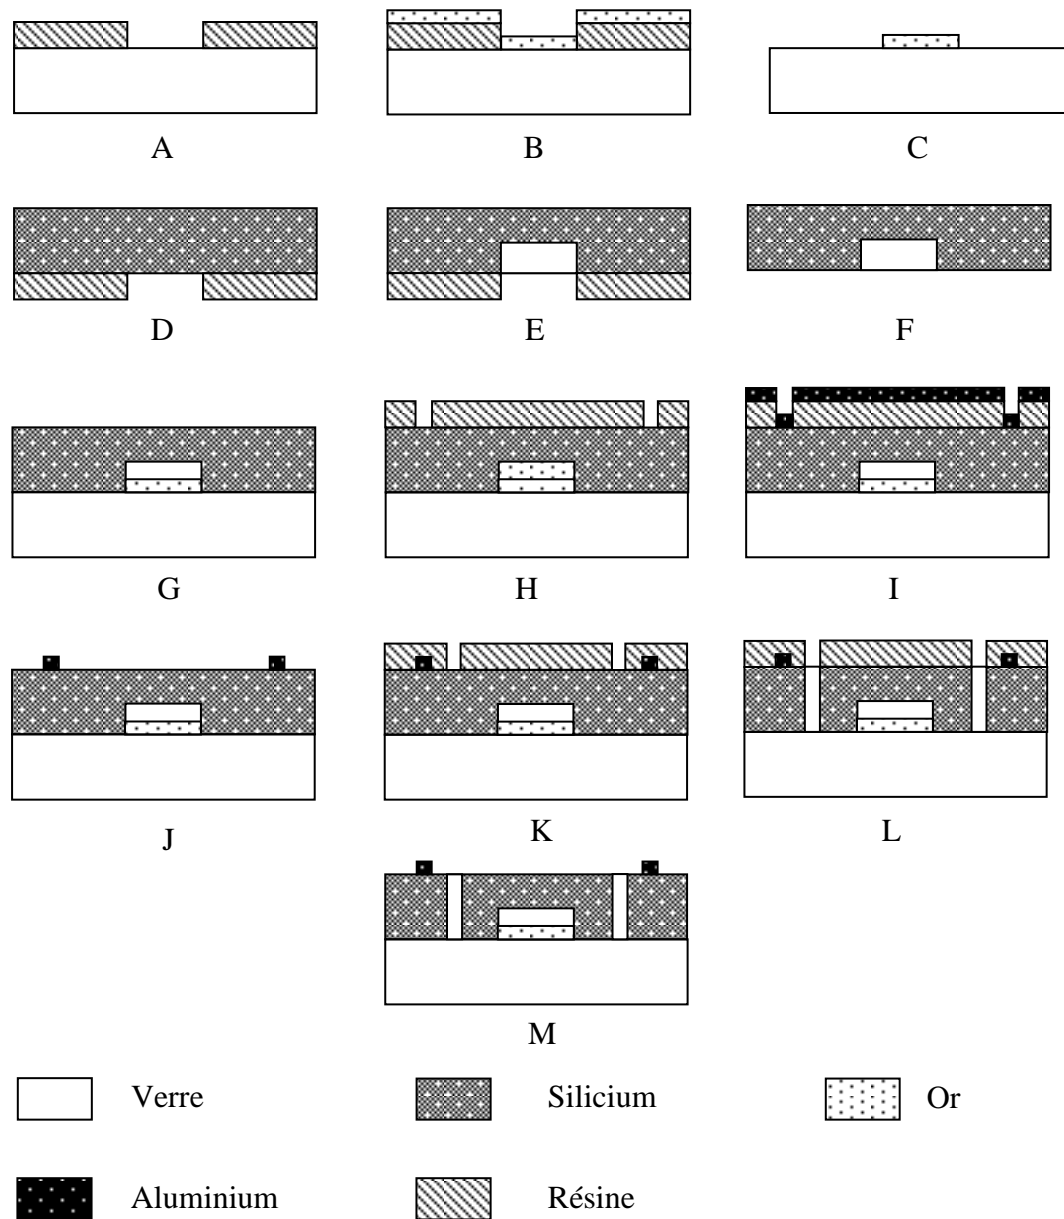 A B C
D E F
G H I
J K L
M
Verre Silicium Or
Aluminium Résine